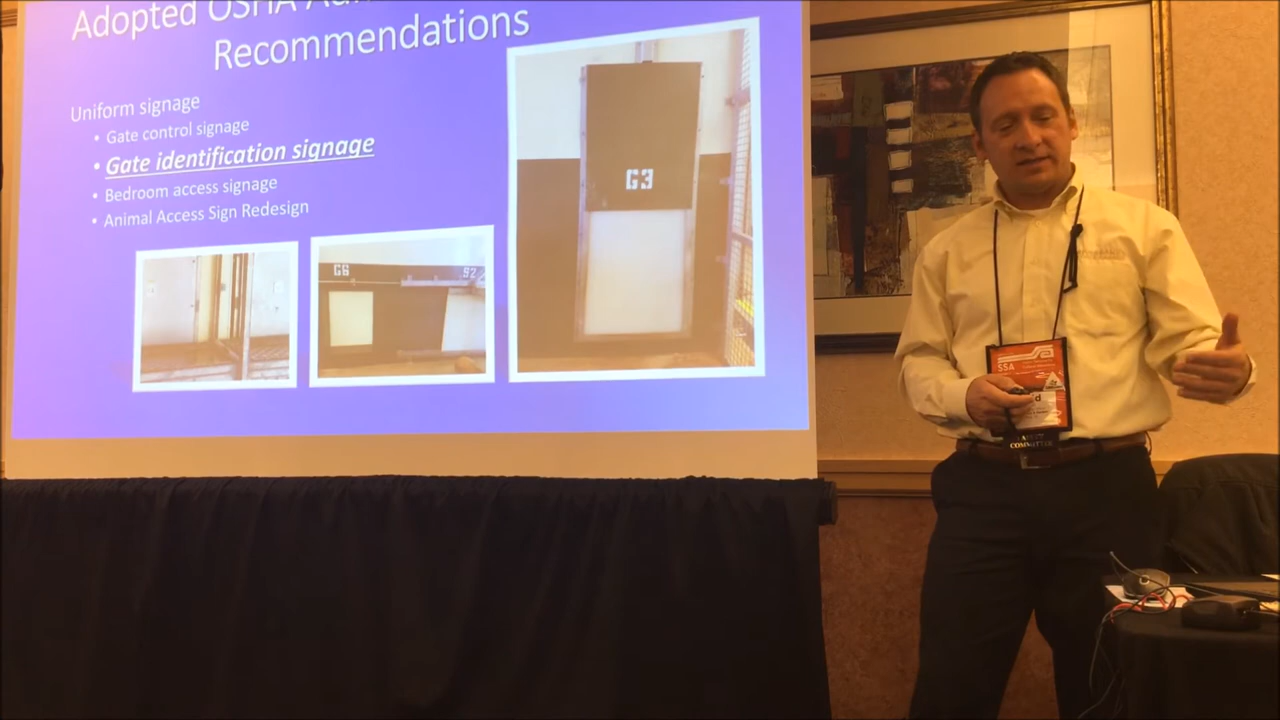 Adopted OSHA
Recommendations
Uniform signage
• Gate control signage
• Gate identification signage
• Bedroom access signage
• Animal Access Sign Redesign
G3
G6
S2
SSA
COMMITTEE